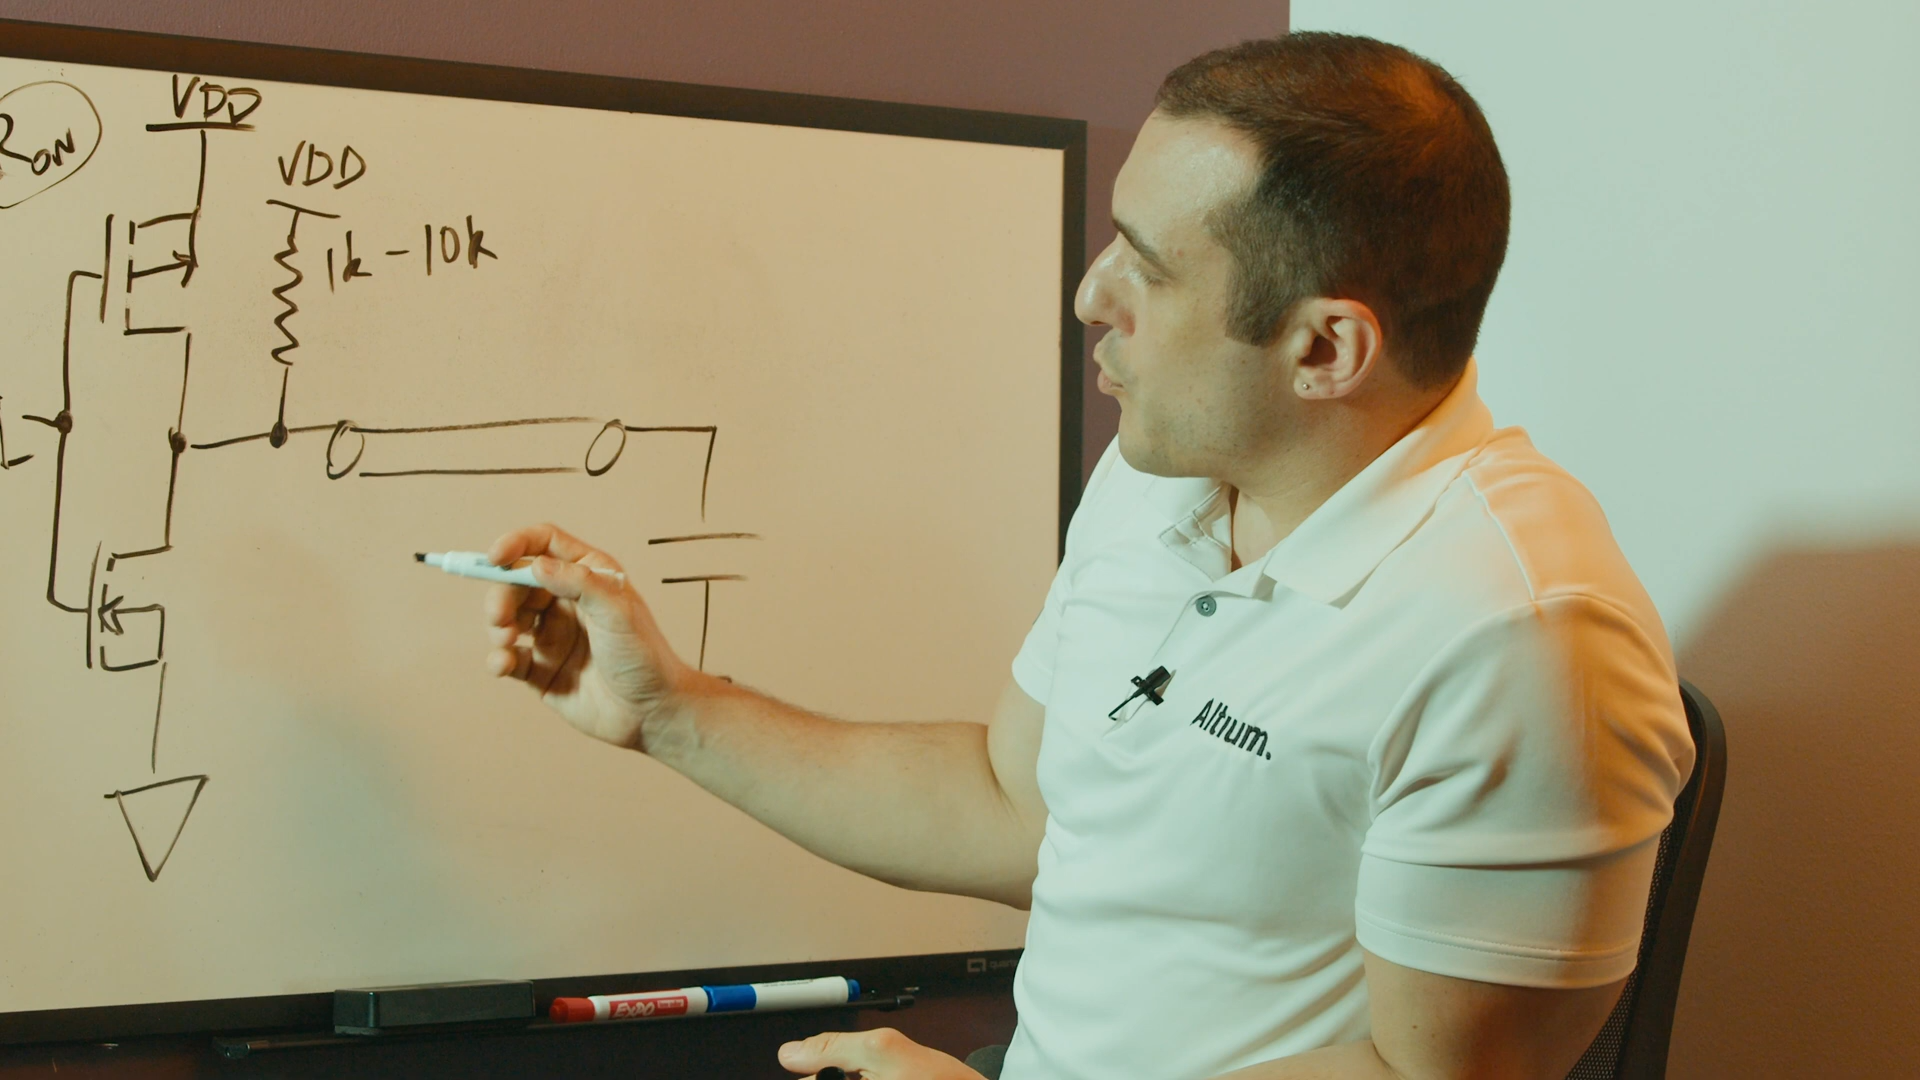 RON
VDD
VDD
1k - 10k
Altium.
EXPO